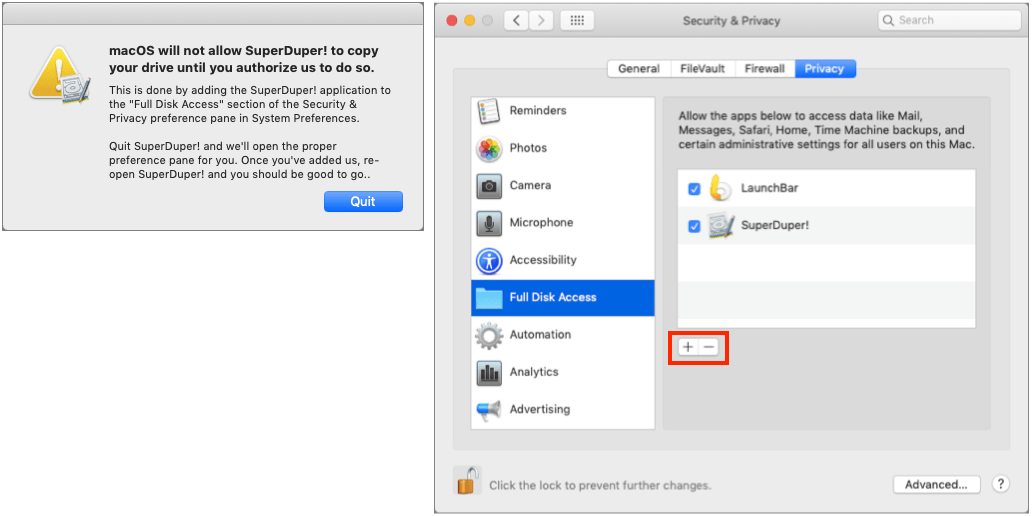 macOS will not allow SuperDuper! to copy
your drive until you authorize us to do so.
This is done by adding the SuperDuper! application to
the "Full Disk Access" section of the Security &
Privacy preference pane in System Preferences.
Quit SuperDuper! and we'll open the proper
preference pane for you. Once you've added us, re-
open SuperDuper! and you should be good to go..
Quit
Security & Privacy
Search
General
FileVault
Firewall
Privacy
Reminders
Photos
Camera
Microphone
Accessibility
Full Disk Access
Automation
Analytics
Advertising
Allow the apps below to access data like Mail,
Messages, Safari, Home, Time Machine backups, and
certain administrative settings for all users on this Mac.
LaunchBar
SuperDuper!
+ −
Click the lock to prevent further changes.
Advanced...
?